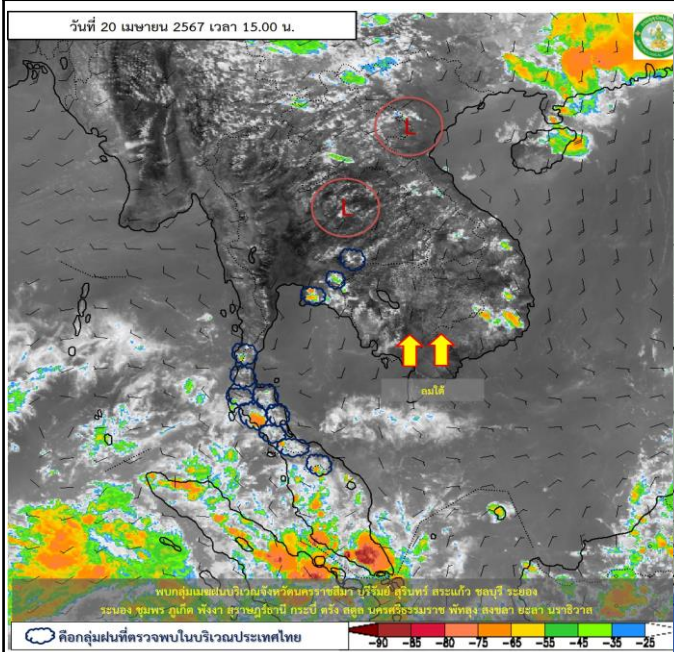 วันที่ 20 เมษายน 2567 เวลา 15.00 น.
L
L
ลมใต้
พบกลุ่มเมฆฝนบริเวณจังหวัดนครราชสีมา บุรีรัมย์ สุรินทร์ สระแก้ว ชลบุรี ระยอง
ระนอง ชุมพร ภูเก็ต พังงา สุราษฎร์ธานี กระบี่ ตรัง สตูล นครศรีธรรมราช พัทลุง สงขลา ยะลา นราธิวาส
คือกลุ่มฝนที่ตรวจพบในบริเวณประเทศไทย
-90 -85 -80 -75 -65 -55 -45 -35 -25